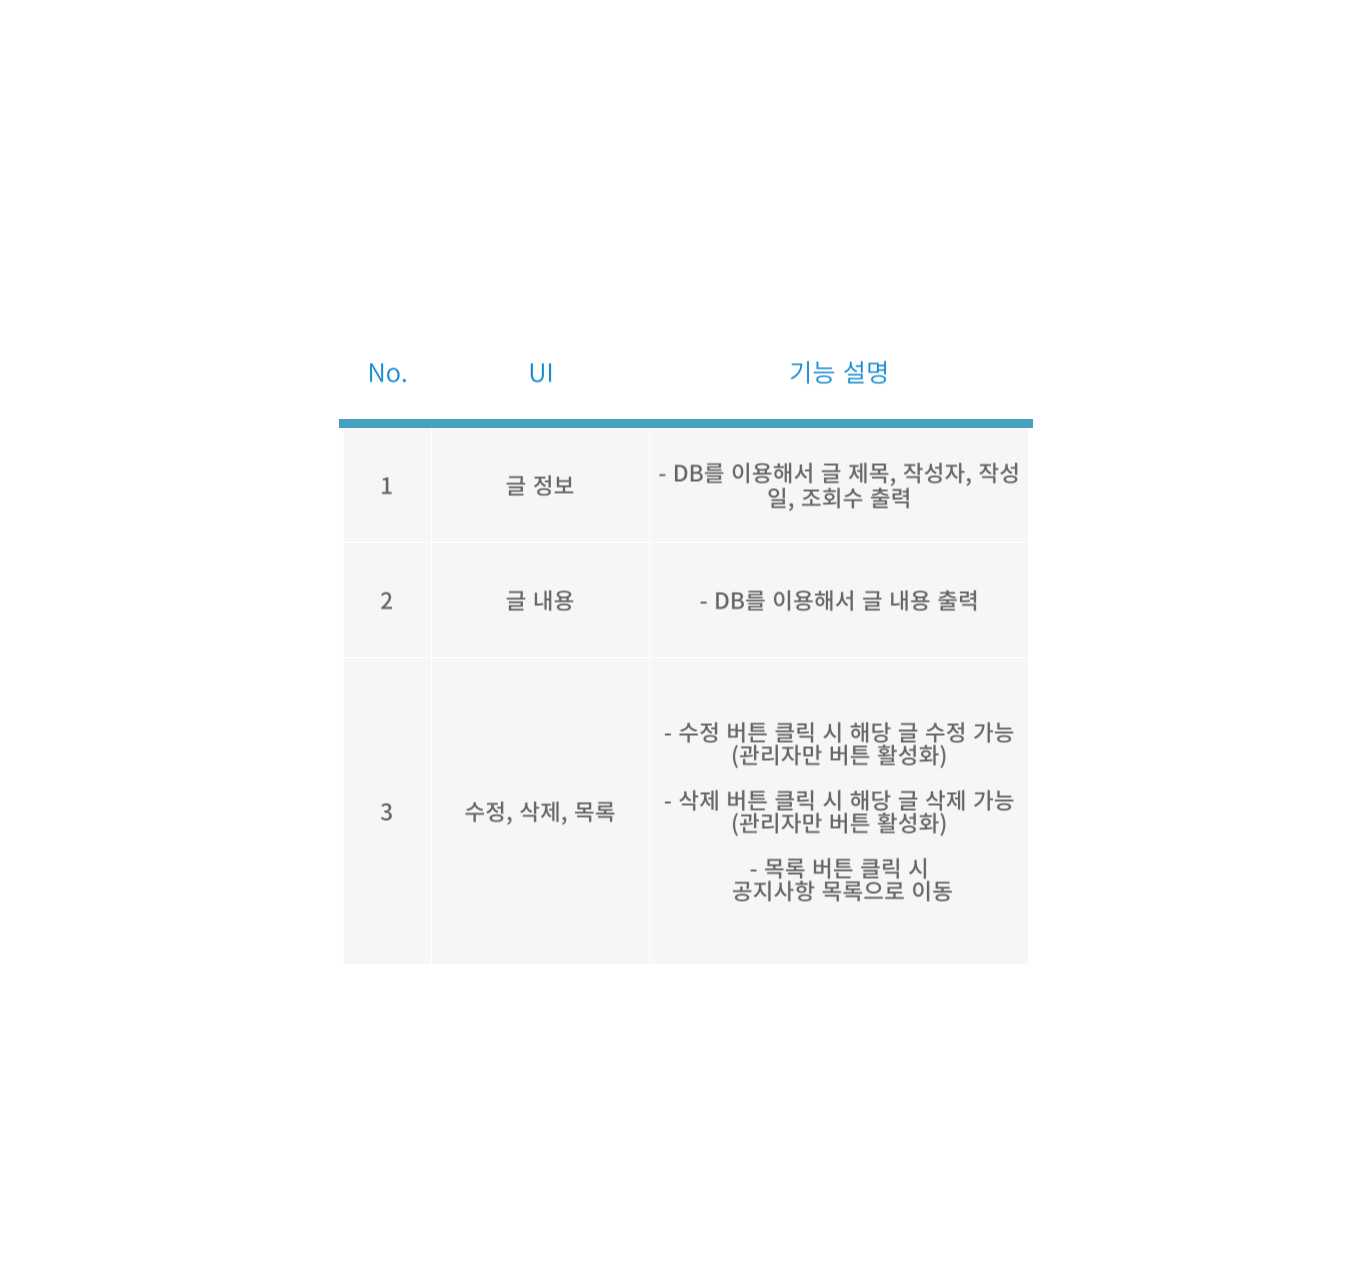 No. UI 기능 설명
1 글 정보 - DB를 이용해서 글 제목, 작성자, 작성
일, 조회수 출력
2 글 내용 - DB를 이용해서 글 내용 출력
3 수정, 삭제, 목록 - 수정 버튼 클릭 시 해당 글 수정 가능
(관리자만 버튼 활성화)
- 삭제 버튼 클릭 시 해당 글 삭제 가능
(관리자만 버튼 활성화)
- 목록 버튼 클릭 시
공지사항 목록으로 이동